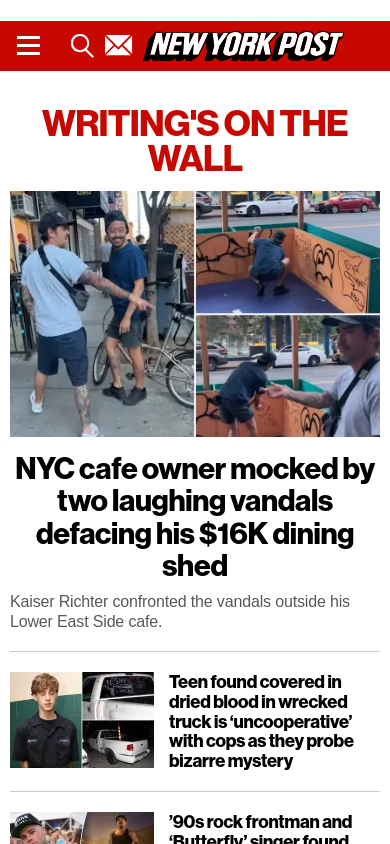 NEW YORK POST
WRITING'S ON THE
WALL
NYC cafe owner mocked by
two laughing vandals
defacing his $16K dining
shed
Kaiser Richter confronted the vandals outside his
Lower East Side cafe.
Teen found covered in
dried blood in wrecked
truck is ‘uncooperative’
with cops as they probe
bizarre mystery
’90s rock frontman and
‘Butterfly’ singer found